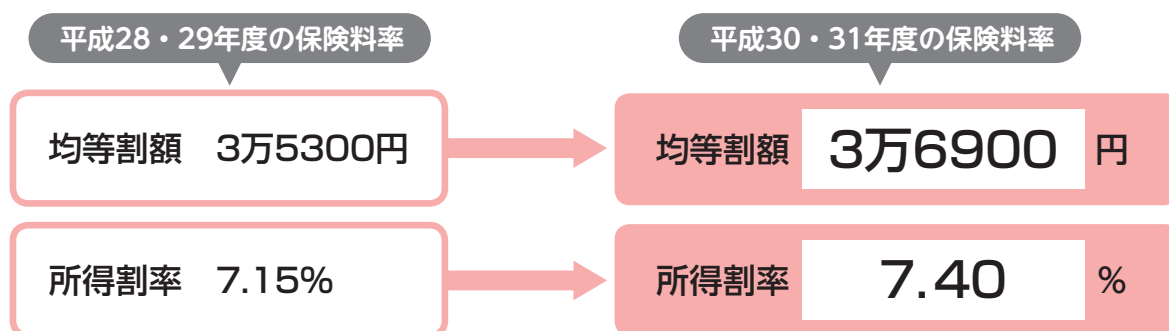 平成28・29年度の保険料率
平成30・31年度の保険料率
均等割額 3万5300円
均等割額 3万6900 円
所得割率 7.15%
所得割率 7.40 %